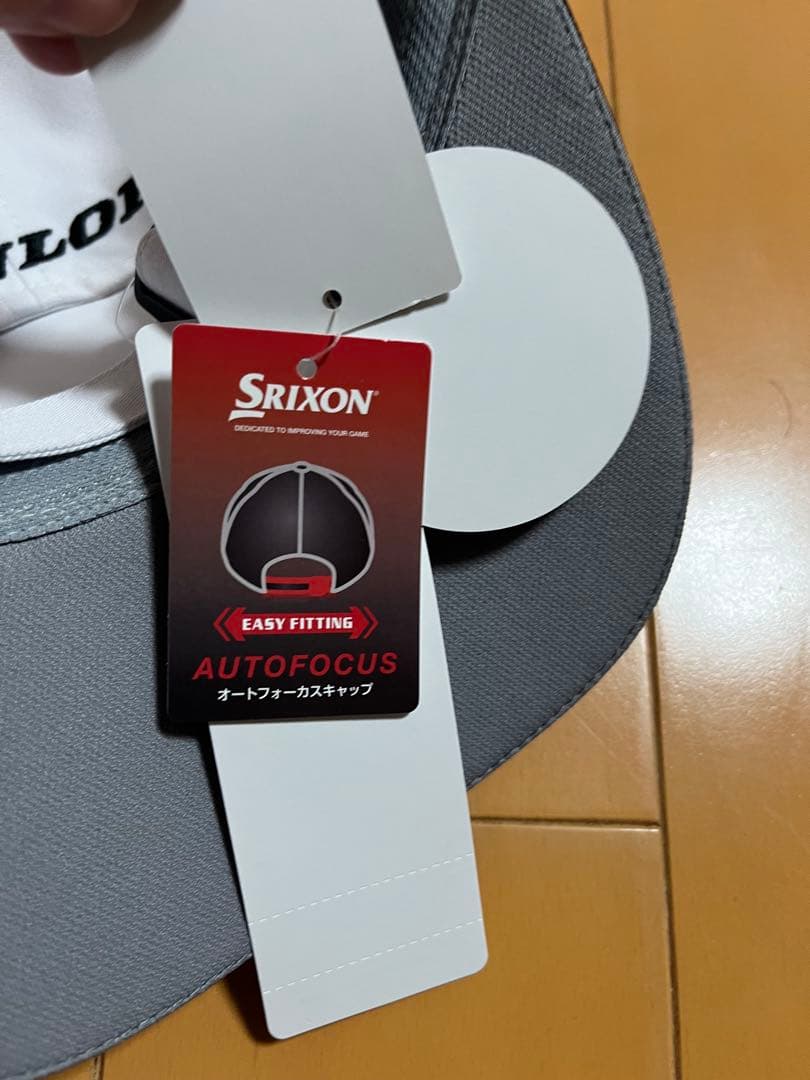 SRIXON®
DEDICATED TO IMPROVING YOUR GAME
EASY FITTING
AUTOFOCUS
オートフォーカスキャップ